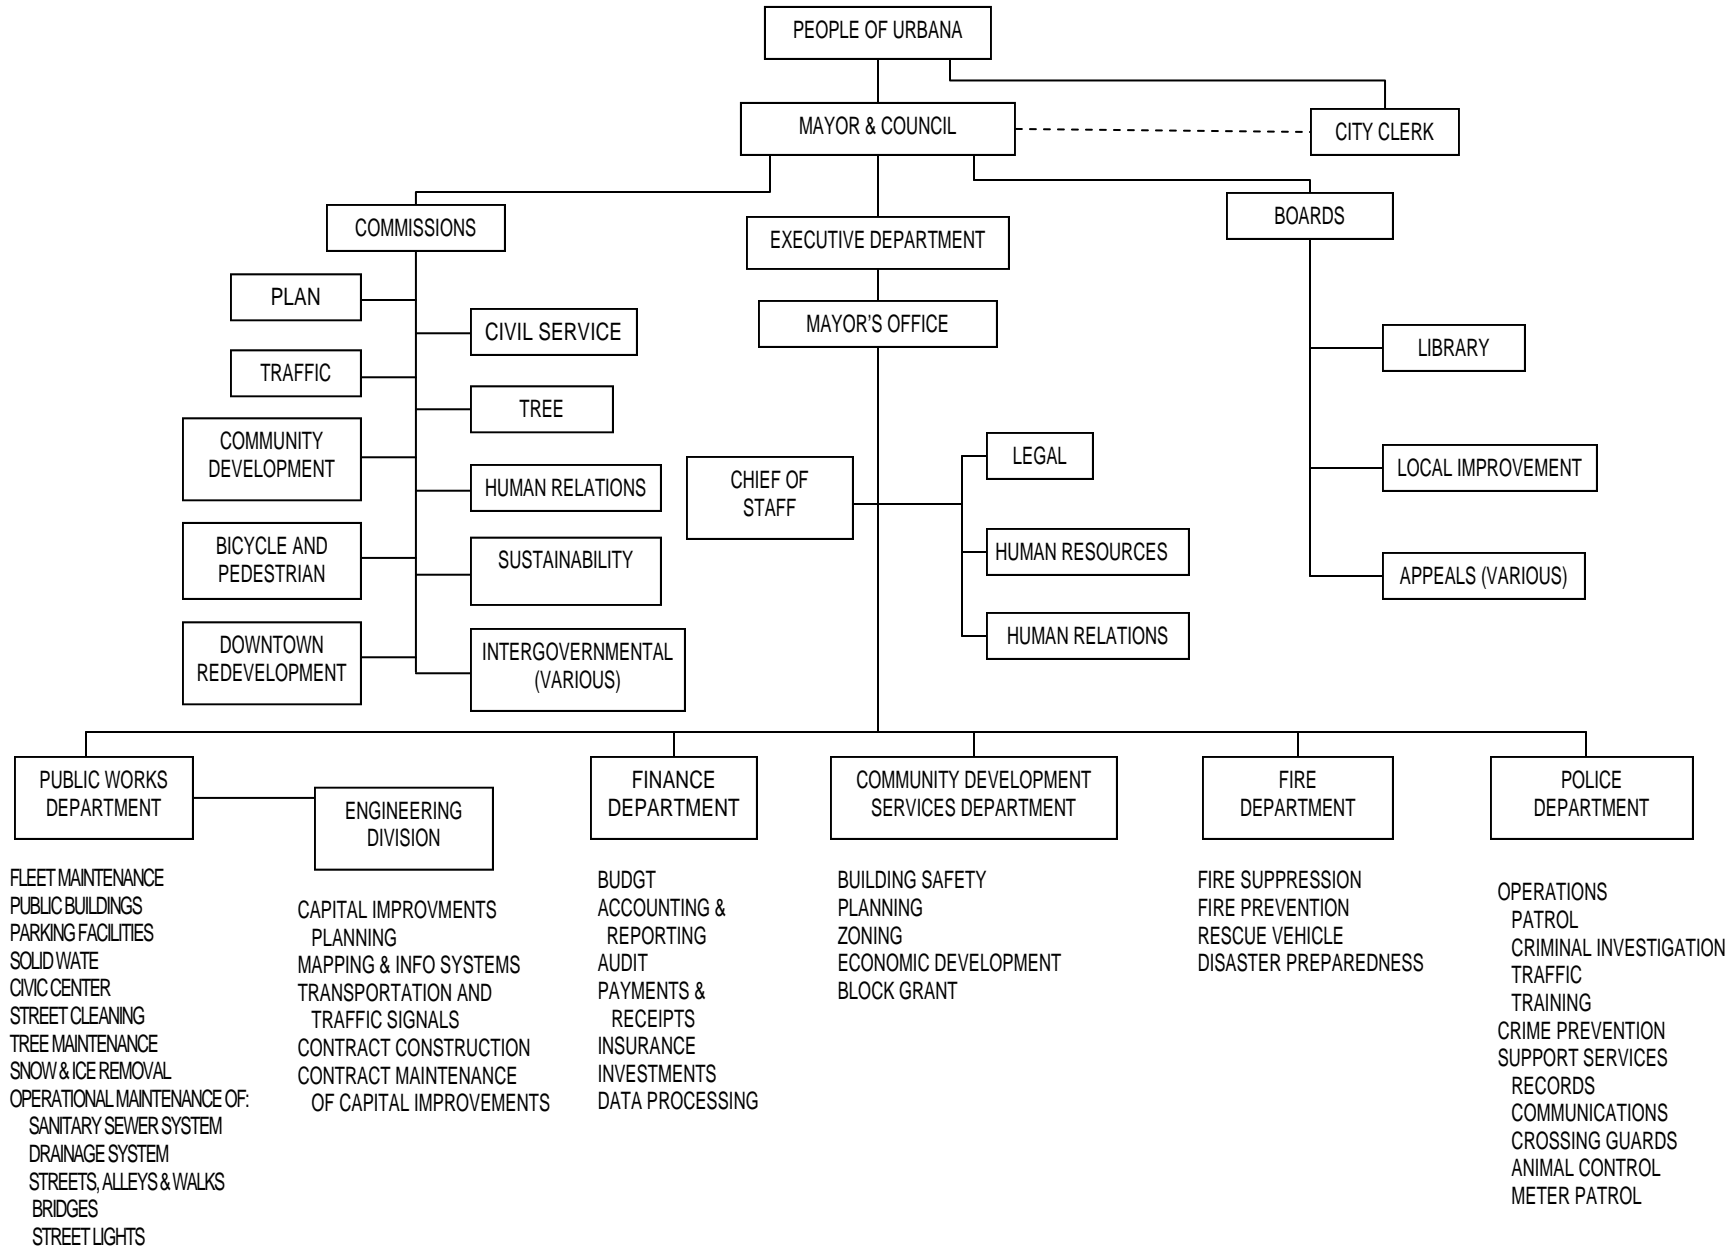 PEOPLE OF URBANA
MAYOR & COUNCIL
CITY CLERK
COMMISSIONS
EXECUTIVE DEPARTMENT
BOARDS
PLAN
CIVIL SERVICE
TRAFFIC
TREE
COMMUNITY
DEVELOPMENT
HUMAN RELATIONS
BICYCLE AND
PEDESTRIAN
SUSTAINABILITY
DOWNTOWN
REDEVELOPMENT
INTERGOVERNMENTAL
(VARIOUS)
MAYOR'S OFFICE
CHIEF OF
STAFF
LEGAL
HUMAN RESOURCES
HUMAN RELATIONS
LIBRARY
LOCAL IMPROVEMENT
APPEALS (VARIOUS)
PUBLIC WORKS
DEPARTMENT
FLEET MAINTENANCE
PUBLIC BUILDINGS
PARKING FACILITIES
SOLID WATE
CIVIC CENTER
STREET CLEANING
TREE MAINTENANCE
SNOW & ICE REMOVAL
OPERATIONAL MAINTENANCE OF:
SANITARY SEWER SYSTEM
DRAINAGE SYSTEM
STREETS, ALLEYS & WALKS
BRIDGES
STREET LIGHTS
ENGINEERING
DIVISION
CAPITAL IMPROVMENTS
PLANNING
MAPPING & INFO SYSTEMS
TRANSPORTATION AND
TRAFFIC SIGNALS
CONTRACT CONSTRUCTION
CONTRACT MAINTENANCE
OF CAPITAL IMPROVEMENTS
FINANCE
DEPARTMENT
BUDGT
ACCOUNTING &
REPORTING
AUDIT
PAYMENTS &
RECEIPTS
INSURANCE
INVESTMENTS
DATA PROCESSING
COMMUNITY DEVELOPMENT
SERVICES DEPARTMENT
BUILDING SAFETY
PLANNING
ZONING
ECONOMIC DEVELOPMENT
BLOCK GRANT
FIRE
DEPARTMENT
FIRE SUPPRESSION
FIRE PREVENTION
RESCUE VEHICLE
DISASTER PREPAREDNESS
POLICE
DEPARTMENT
OPERATIONS
PATROL
CRIMINAL INVESTIGATION
TRAFFIC
TRAINING
CRIME PREVENTION
SUPPORT SERVICES
RECORDS
COMMUNICATIONS
CROSSING GUARDS
ANIMAL CONTROL
METER PATROL